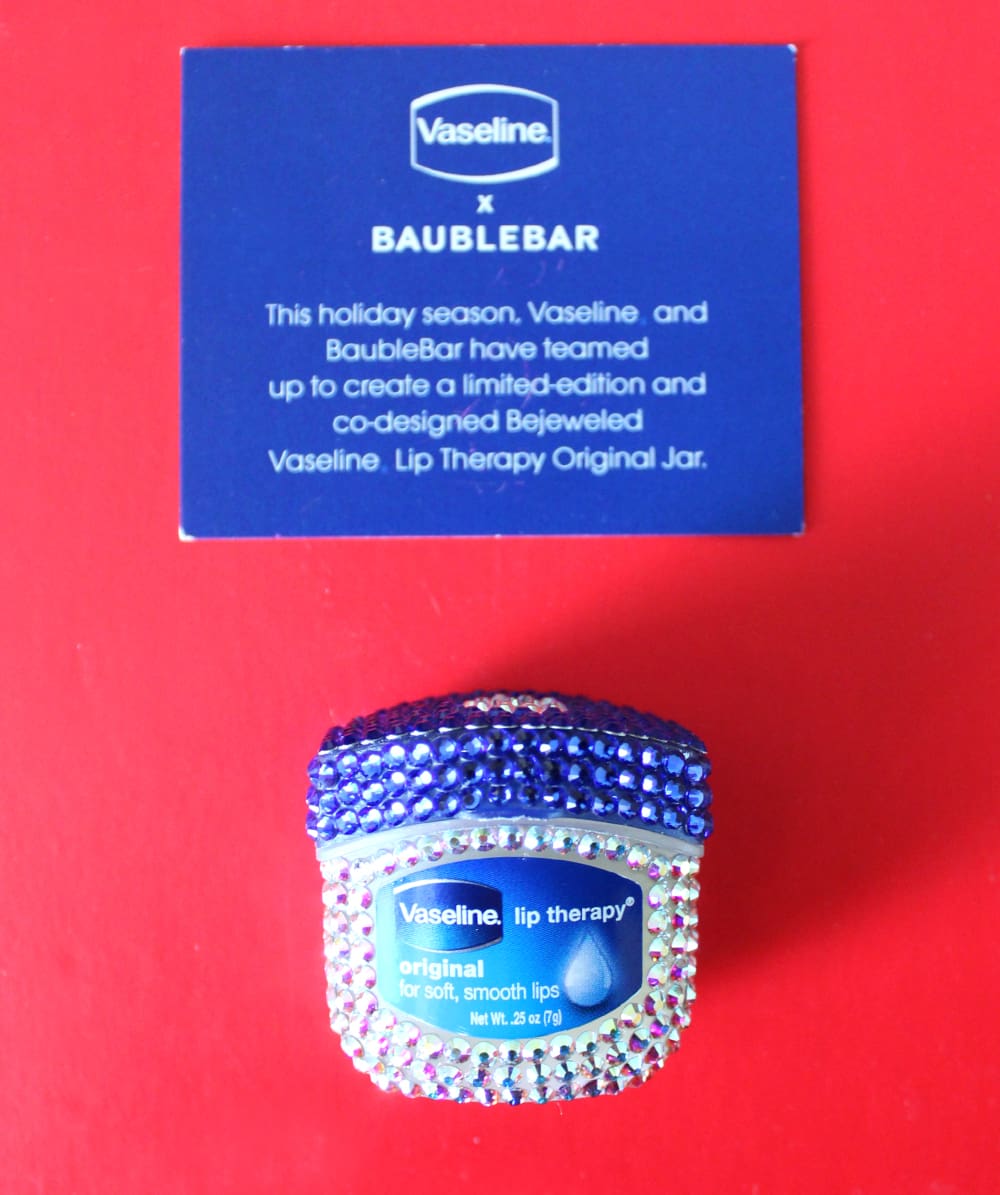 Vaseline.
x
BAUBLEBAR
This holiday season, Vaseline and
BaubleBar have teamed
up to create a limited-edition and
co-designed Bejeweled
Vaseline Lip Therapy Original Jar.
Vaseline. lip therapy®
original
for soft, smooth lips
Net Wt. .25 oz (7g)